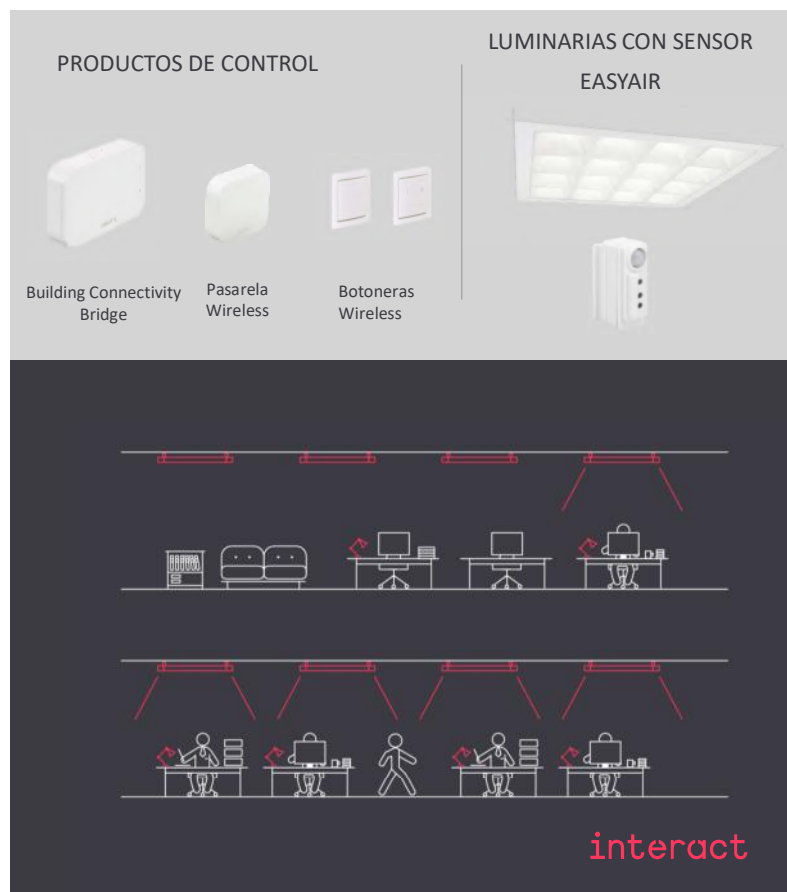 PRODUCTOS DE CONTROL
LUMINARIAS CON SENSOR
EASYAIR
Building Connectivity
Bridge
Pasarela
Wireless
Botoneras
Wireless
interact